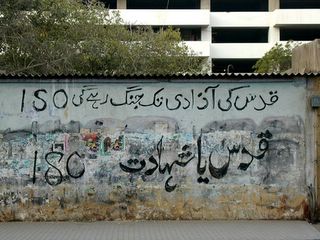 قدس کی آزادی تک جنگ رہے گی ISO
قدس یا شہادت ISO